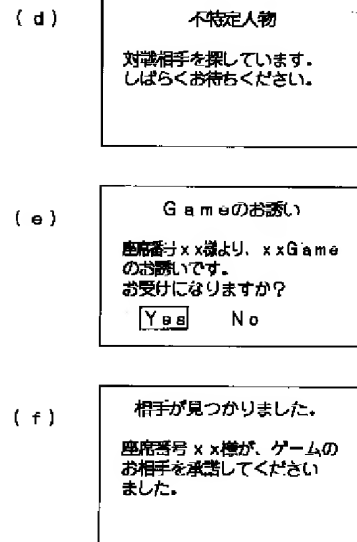 (d)
不特定人物
対戦相手を探しています.
しばらくお待ちください.
(e)
Gameのお誘い
座席番号xx様より、xxGame
のお誘いです.
お受けになりますか?
Yes No
(f)
相手が見つかりました.
座席番号xx様が、ゲームの
お相手を承諾してください
ました.